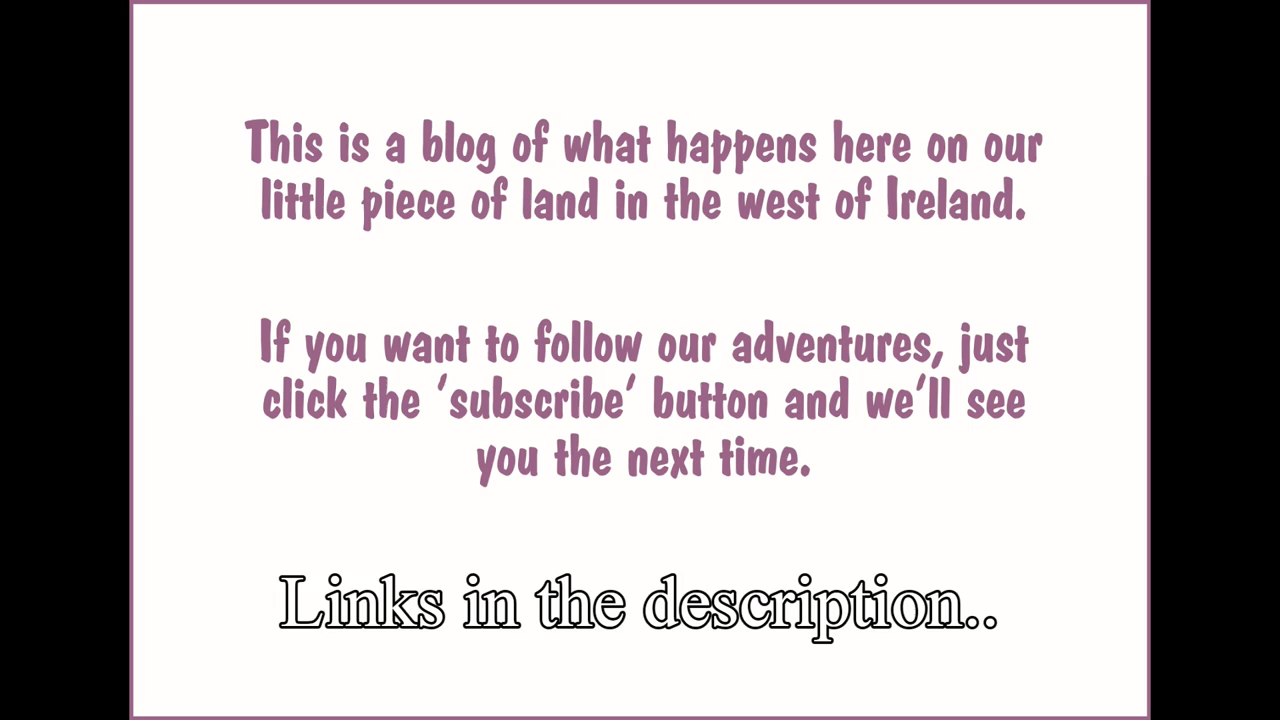 This is a blog of what happens here on our
little piece of land in the west of Ireland.
If you want to follow our adventures, just
click the ‘subscribe’ button and we’ll see
you the next time.
Links in the description..